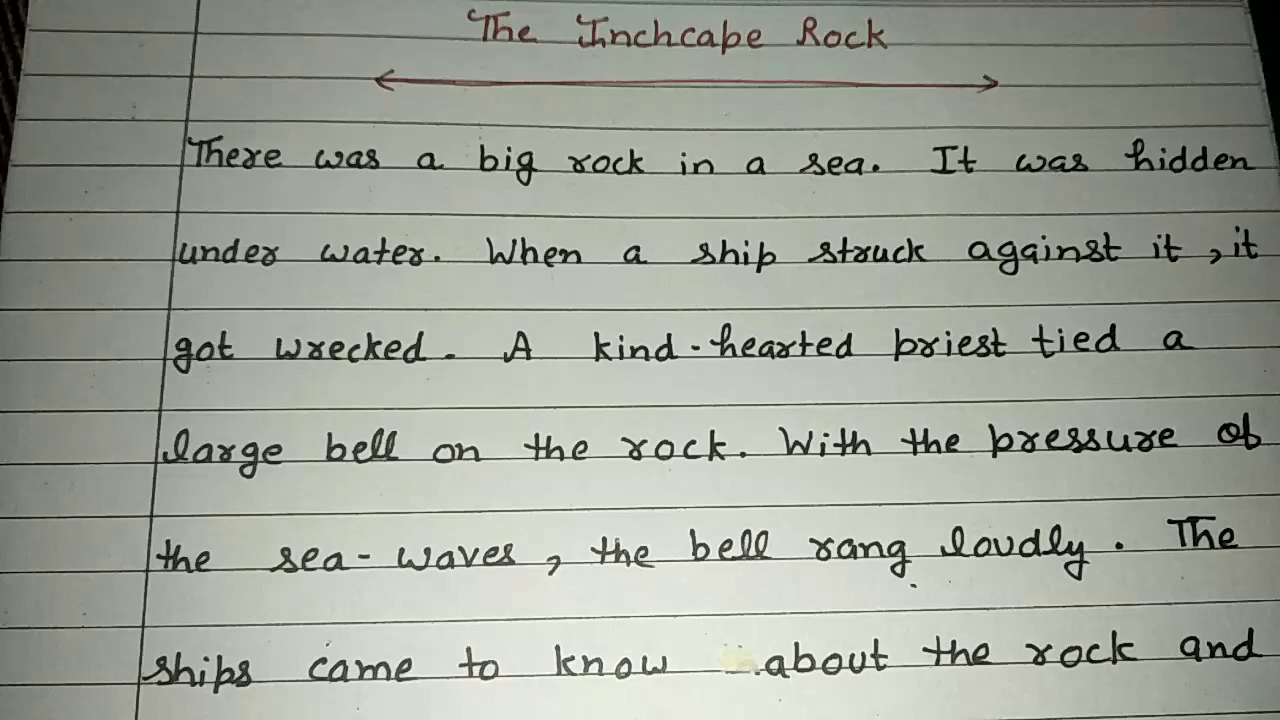 The Inchcape Rock
There was a big rock in a sea. It was hidden
under water. When a ship struck against it, it
got wrecked. A kind-hearted priest tied a
large bell on the rock. With the pressure of
the sea-waves, the bell rang loudly. The
ships came to know about the rock and